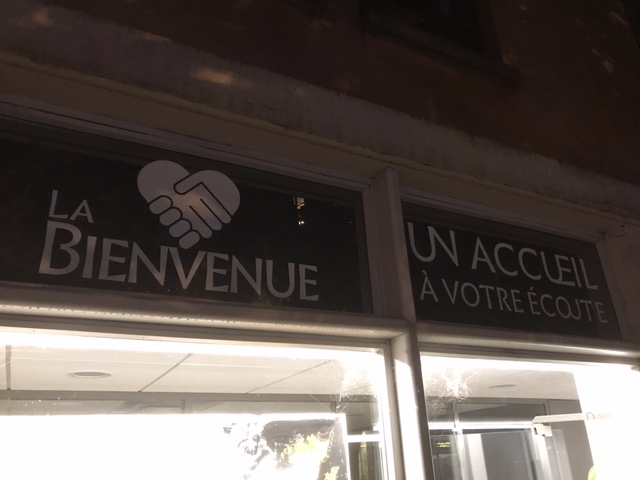 LA
BIENVENUE
UN ACCUEIL
À VOTRE ÉCOUTE